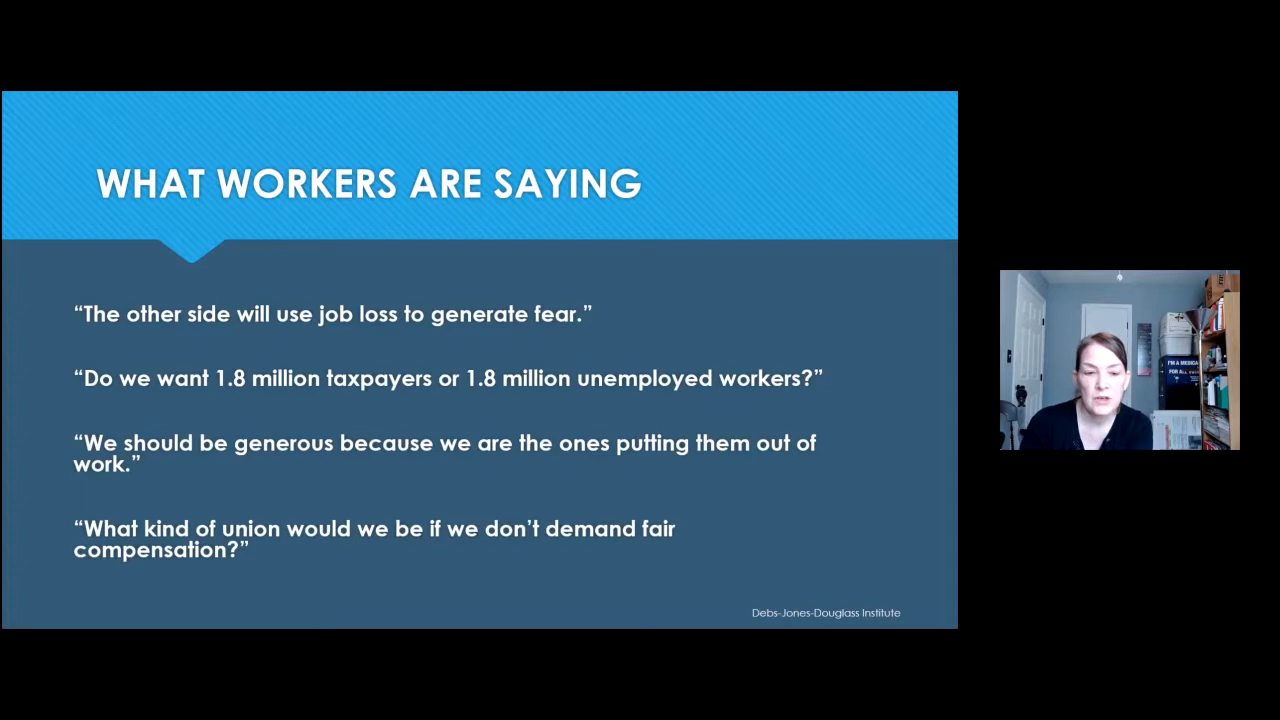 WHAT WORKERS ARE SAYING
“The other side will use job loss to generate fear.”
“Do we want 1.8 million taxpayers or 1.8 million unemployed workers?”
“We should be generous because we are the ones putting them out of
work.”
“What kind of union would we be if we don’t demand fair
compensation?”
Debs-Jones-Douglass Institute
I'M A MEDICA
FOR ALL